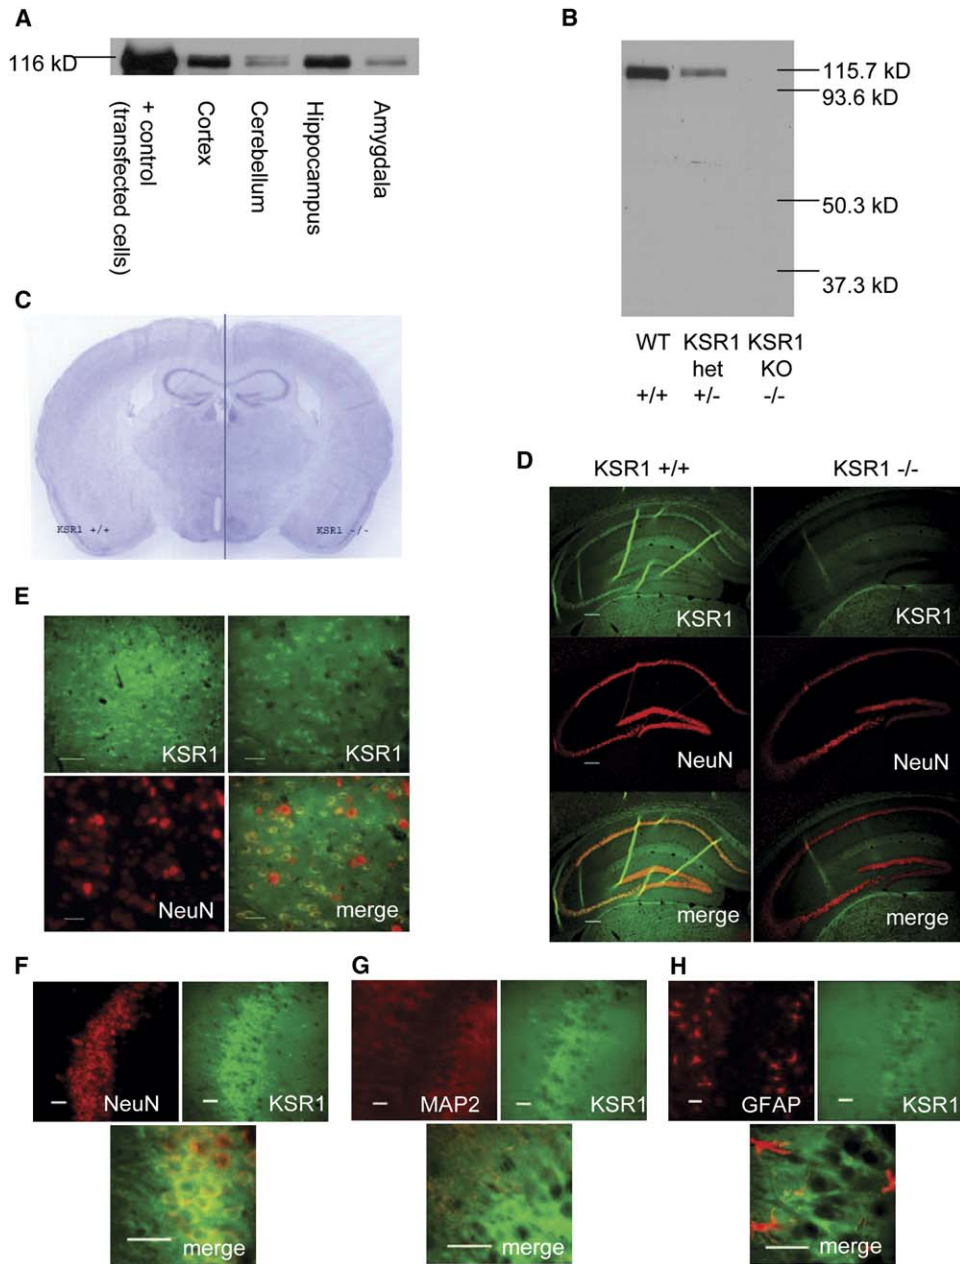 A
116 kD
+ control
(transfected cells)
Cortex
Cerebellum
Hippocampus
Amygdala
B
115.7 kD
93.6 kD
50.3 kD
37.3 kD
WT
+/+
KSR1
het
+/-
KSR1
KO
-/-
C
KSR1 +/+
KSR1 -/-
D
KSR1 +/+
KSR1 -/-
KSR1
KSR1
NeuN
NeuN
merge
merge
E
KSR1
KSR1
NeuN
merge
F
NeuN
KSR1
merge
G
MAP2
KSR1
merge
H
GFAP
KSR1
merge